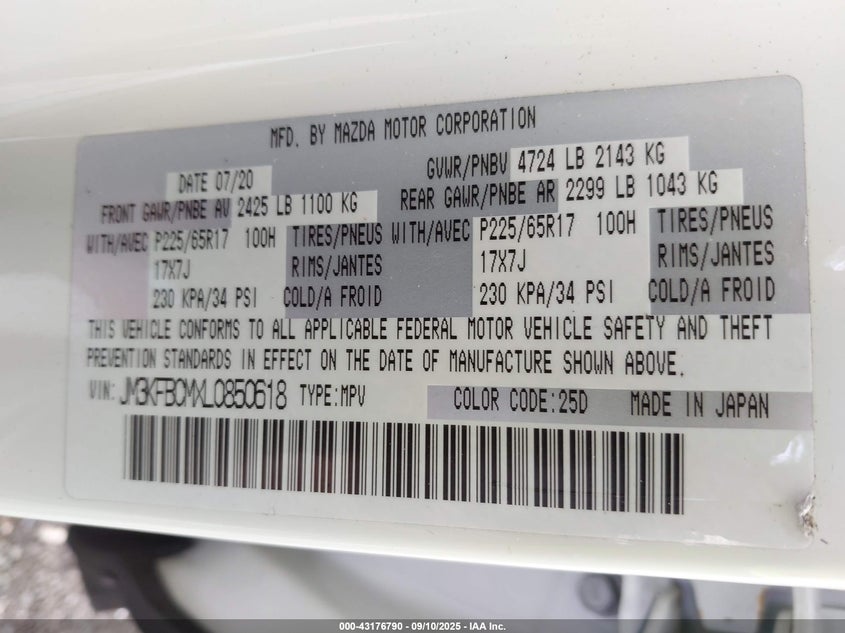 MFD. BY MAZDA MOTOR CORPORATION
DATE 07/20 GVWR/PNBV 4724 LB 2143 KG
FRONT GAWR/PNBE AV 2425 LB 1100 KG REAR GAWR/PNBE AR 2299 LB 1043 KG
WITH/AVEC P225/65R17 100H TIRES/PNEUS WITH/AVEC P225/65R17 100H TIRES/PNEUS
17X7J RIMS/JANTES 17X7J RIMS/JANTES
230 KPA/34 PSI COLD/A FROID 230 KPA/34 PSI COLD/A FROID
THIS VEHICLE CONFORMS TO ALL APPLICABLE FEDERAL MOTOR VEHICLE SAFETY AND THEFT
PREVENTION STANDARDS IN EFFECT ON THE DATE OF MANUFACTURE SHOWN ABOVE.
VIN:JM3KFBCMXL0850618 TYPE:MPV COLOR CODE:25D MADE IN JAPAN
000-43176790 - 09/10/2025 - IAA Inc.